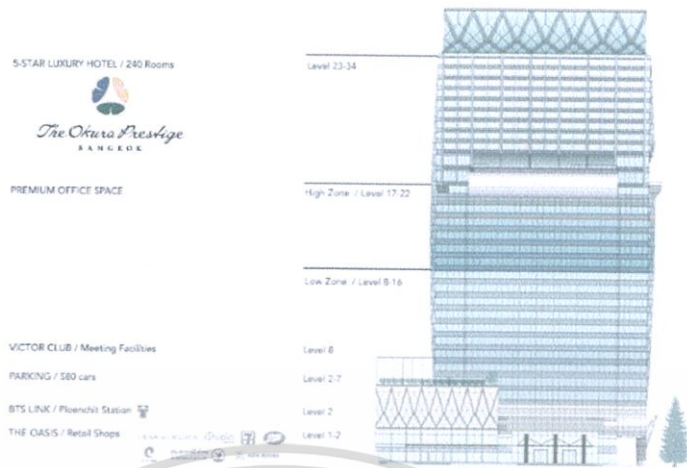 5-STAR LUXURY HOTEL / 240 Rooms
Level 23-34
The Okura Prestige
BANGKOK
PREMIUM OFFICE SPACE
High Zone / Level 17-22
Low Zone / Level 8-16
VICTOR CLUB / Meeting Facilities
Level 8
PARKING / 580 cars
Level 2-7
BTS LINK / Ploenchit Station
Level 2
THE OASIS / Retail Shops
Level 1-2